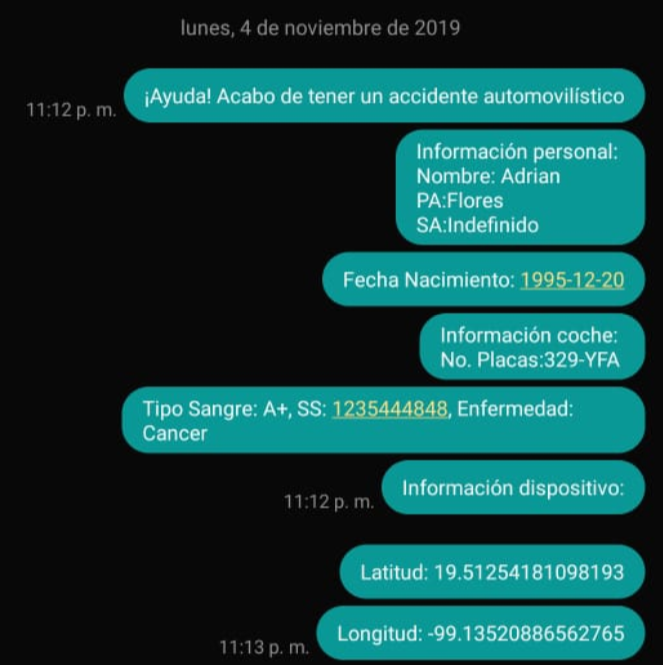 lunes, 4 de noviembre de 2019
¡Ayuda! Acabo de tener un accidente automovilístico
11:12 p. m.
Información personal:
Nombre: Adrian
PA:Flores
SA:Indefinido
Fecha Nacimiento: 1995-12-20
Información coche:
No. Placas:329-YFA
Tipo Sangre: A+, SS: 1235444848, Enfermedad:
Cancer
Información dispositivo:
11:12 p. m.
Latitud: 19.51254181098193
Longitud: -99.13520886562765
11:13 p. m.